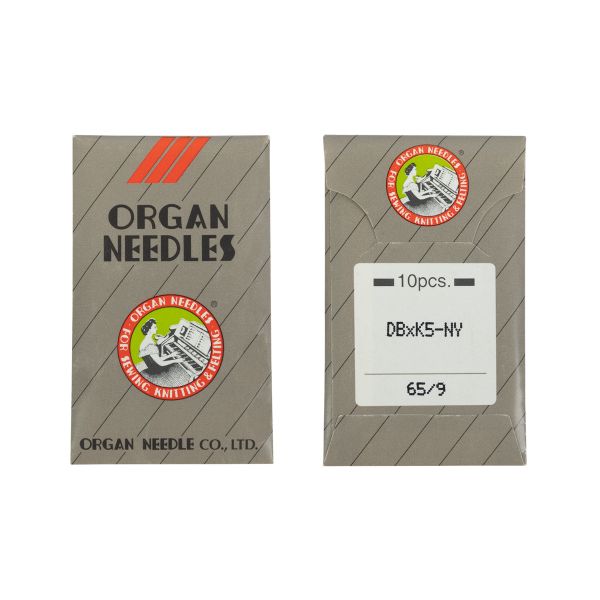 ORGAN
NEEDLES
ORGAN NEEDLES
®
FOR SEWING KNITTING & FELTING
ORGAN NEEDLE CO., LTD.
ORGAN NEEDLES
®
FOR SEWING KNITTING & FELTING
10pcs.
DBxK5-NY
65/9